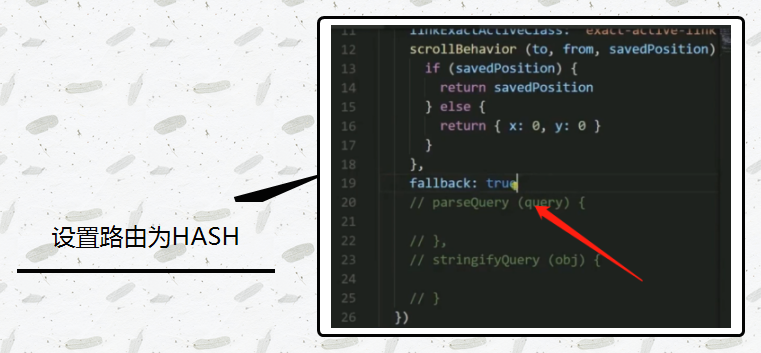 设置路由为HASH
11 linkExactActiveClass: 'exact-active-link
12 scrollBehavior (to, from, savedPosition)
13 if (savedPosition) {
14 return savedPosition
15 } else {
16 return { x: 0, y: 0 }
17 }
18 },
19 fallback: true
20 // parseQuery (query) {
21
22 // },
23 // stringifyQuery (obj) {
24
25 // }
26 })